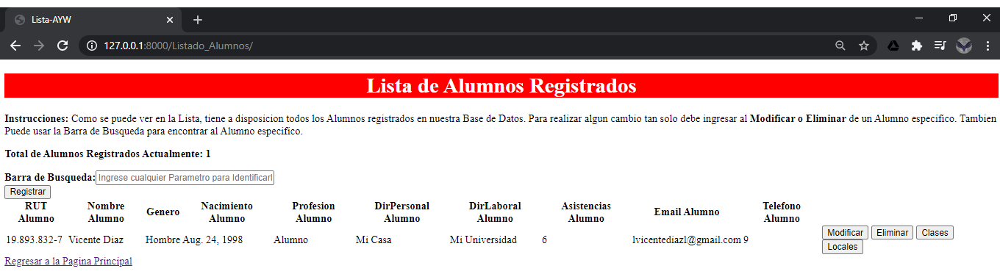 Lista-AYW
127.0.0.1:8000/Listado_Alumnos/
Lista de Alumnos Registrados
Instrucciones: Como se puede ver en la Lista, tiene a disposicion todos los Alumnos registrados en nuestra Base de Datos. Para realizar algun cambio tan solo debe ingresar al Modificar o Eliminar de un Alumno especifico. Tambien
Puede usar la Barra de Busqueda para encontrar al Alumno especifico.
Total de Alumnos Registrados Actualmente: 1
Barra de Busqueda: Ingrese cualquier Parametro para Identificarl
Registrar
RUT Alumno Nombre Alumno Genero Nacimiento Alumno Profesion Alumno DirPersonal Alumno DirLaboral Alumno Asistencias Alumno Email Alumno Telefono Alumno
19.893.832-7 Vicente Diaz Hombre Aug. 24, 1998 Alumno Mi Casa Mi Universidad 6 lvicentediaz1@gmail.com 9 Modificar Eliminar Clases
Locales
Regresar a la Pagina Principal